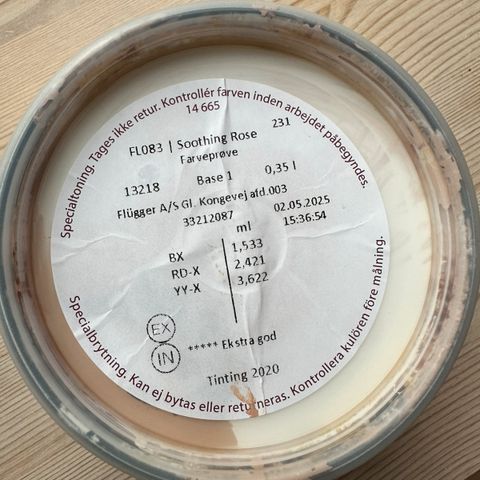 Specialtoning. Tages ikke retur. Kontrollér farven inden arbejdet påbegyndes.
14 665
FL083 | Soothing Rose 231
Farveprøve
13218 Base 1 0,35 l
Flügger A/S Gl. Kongevej afd.003
33212087 02.05.2025
ml 15:36:54
BX 1,533
RD-X 2,421
YY-X 3,622
EX
IN ***** Ekstra god
Tinting 2020
Specialbrytning. Kan ej bytas eller returneras. Kontrollera kulören före målning.